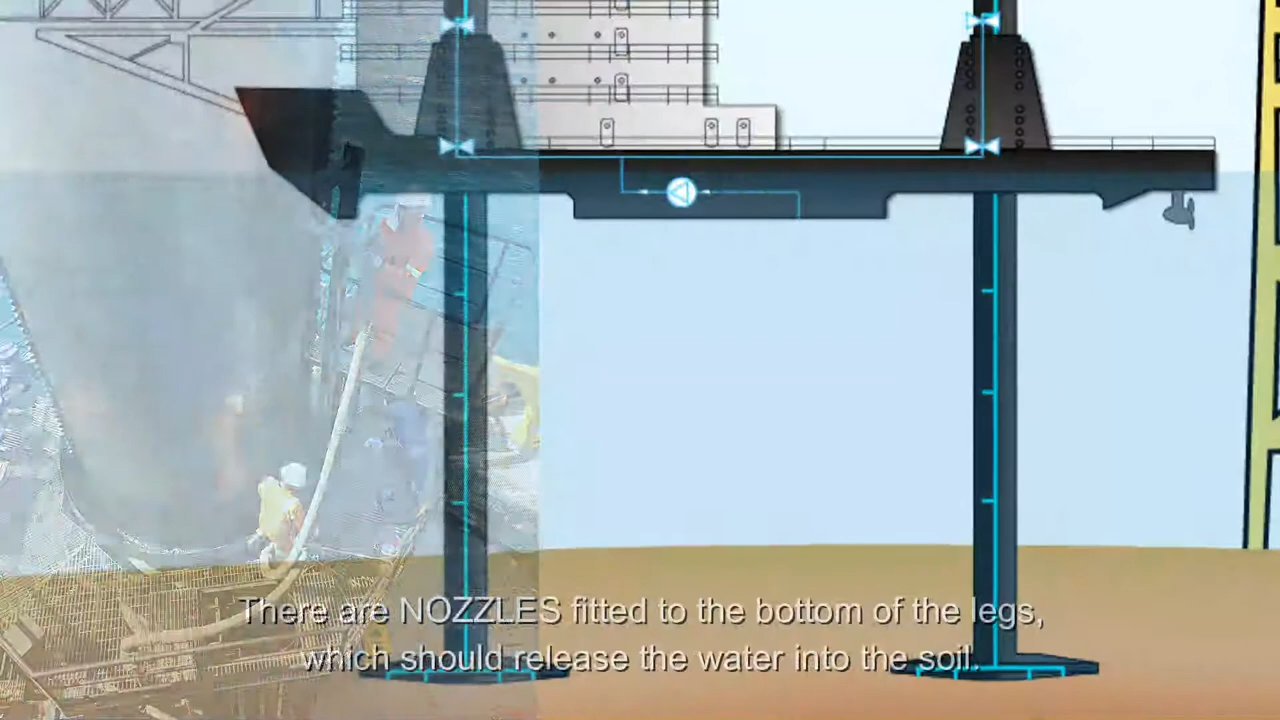 There are NOZZLES fitted to the bottom of the legs,
which should release the water into the soil.